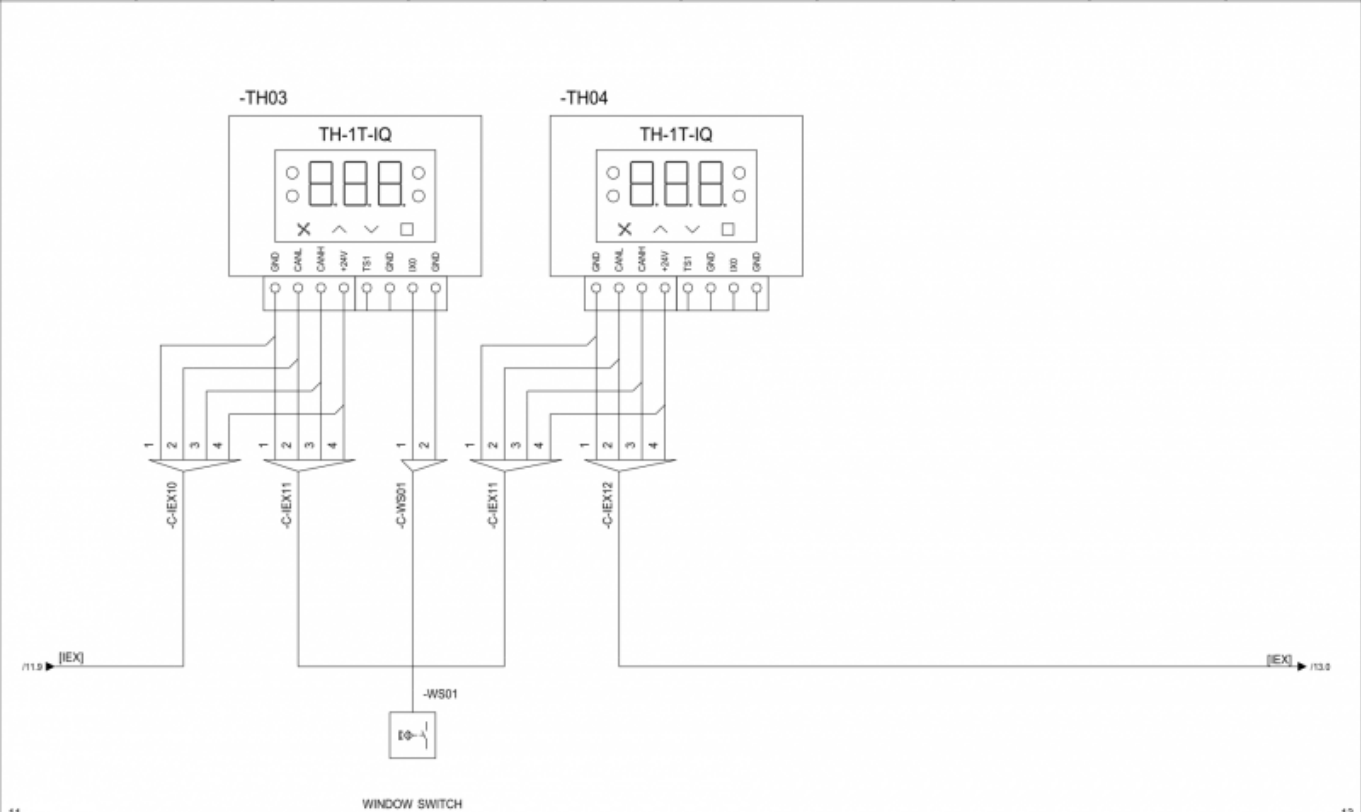 -TH03
-TH04
TH-1T-IQ
TH-1T-IQ
GND CANL CANH +24V TS1 GND IX0 GND
GND CANL CANH +24V TS1 GND IX0 GND
1 2 3 4
1 2 3 4
1 2
1 2 3 4
1 2 3 4
-C-IEX10
-C-IEX11
-C-WS01
-C-IEX11
-C-IEX12
/11.9 [IEX]
[IEX] /13.0
-WS01
WINDOW SWITCH